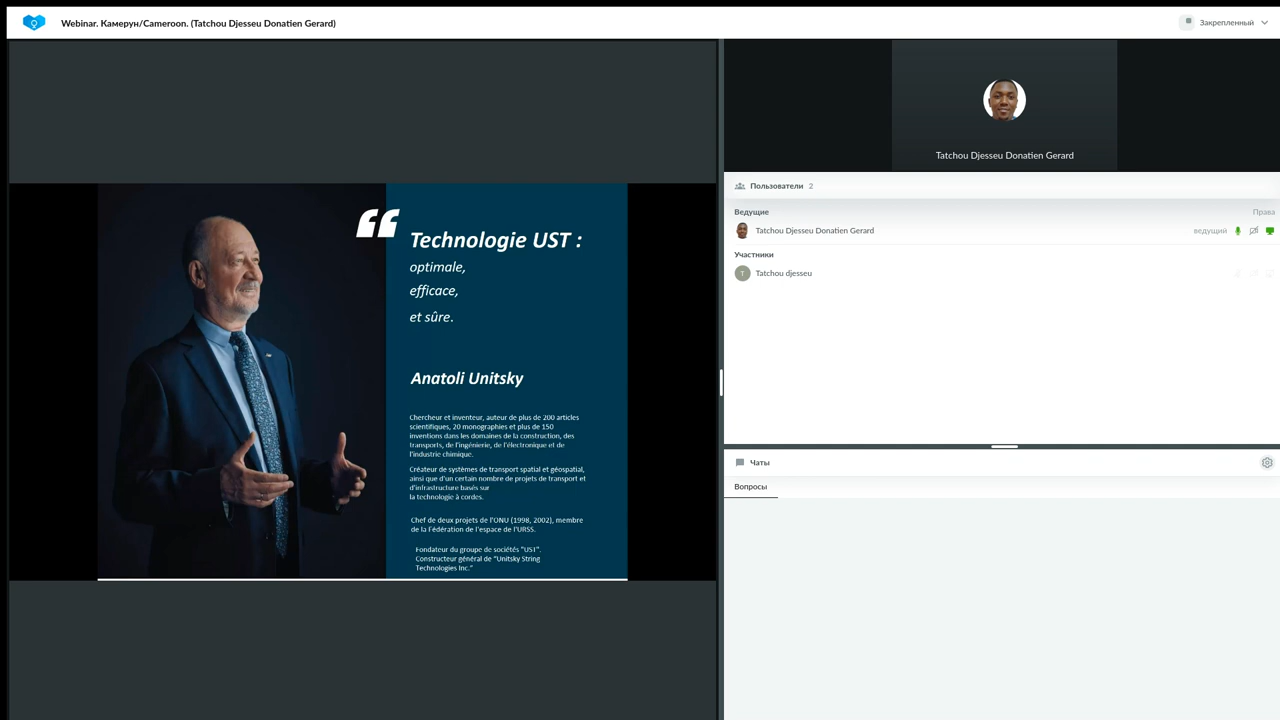 Webinar. Камерун/Cameroon. (Tatchou Djesseu Donatien Gerard)
Закрепленный
“
Technologie UST :
optimale,
efficace,
et sûre.
Anatoli Unitsky
Chercheur et inventeur, auteur de plus de 200 articles
scientifiques, 20 monographies et plus de 150
inventions dans les domaines de la construction, des
transports, de l'ingénierie, de l'électronique et de
l'industrie chimique.
Créateur de systèmes de transport spatial et géospatial,
ainsi que d'un certain nombre de projets de transport et
d'infrastructure basés sur
la technologie à cordes.
Chef de deux projets de l'ONU (1998, 2002), membre
de la Fédération de l'espace de l'URSS.
Fondateur du groupe de sociétés "UST".
Constructeur général de "Unitsky String
Technologies Inc."
Tatchou Djesseu Donatien Gerard
Пользователи 2
Ведущие Права
Tatchou Djesseu Donatien Gerard ведущий
Участники
T Tatchou djesseu
Чаты
Вопросы